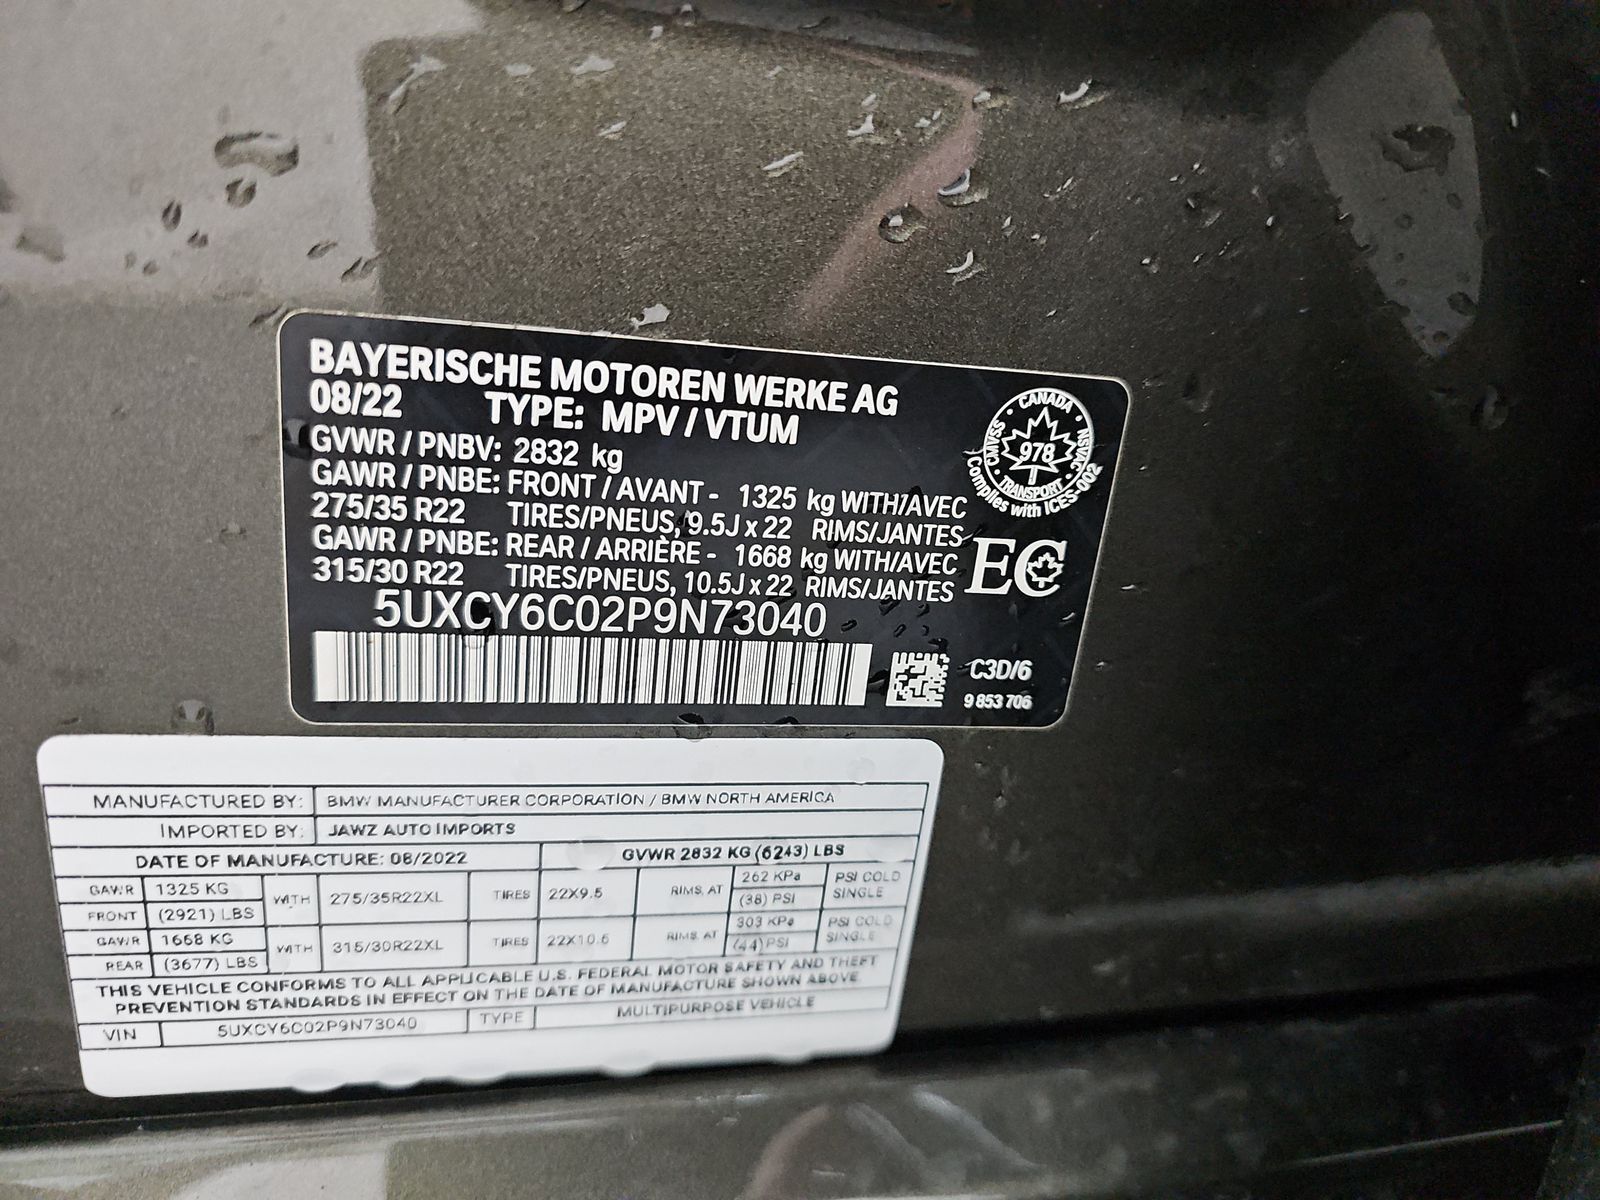 BAYERISCHE MOTOREN WERKE AG
08/22 TYPE: MPV / VTUM
GVWR / PNBV: 2832 kg
GAWR / PNBE: FRONT / AVANT - 1325 kg WITH/AVEC
275/35 R22 TIRES/PNEUS, 9.5J x 22 RIMS/JANTES
GAWR / PNBE: REAR / ARRIÈRE - 1668 kg WITH/AVEC
315/30 R22 TIRES/PNEUS, 10.5J x 22 RIMS/JANTES
5UXCY6C02P9N73040
CANADA
CMVSS 978 NSVAC
TRANSPORT
Complies with ICES-002
EC
C3D/6
9 853 706
MANUFACTURED BY: BMW MANUFACTURER CORPORATION / BMW NORTH AMERICA
IMPORTED BY: JAWZ AUTO IMPORTS
DATE OF MANUFACTURE: 08/2022 GVWR 2832 KG (6243) LBS
GAWR FRONT 1325 KG (2921) LBS WITH 275/35R22XL TIRES 22X9.5 RIMS, AT 262 KPa (38) PSI PSI COLD SINGLE
GAWR REAR 1668 KG (3677) LBS WITH 315/30R22XL TIRES 22X10.5 RIMS, AT 303 KPa (44) PSI PSI COLD SINGLE
THIS VEHICLE CONFORMS TO ALL APPLICABLE U.S. FEDERAL MOTOR SAFETY AND THEFT
PREVENTION STANDARDS IN EFFECT ON THE DATE OF MANUFACTURE SHOWN ABOVE.
VIN 5UXCY6C02P9N73040 TYPE MULTIPURPOSE VEHICLE